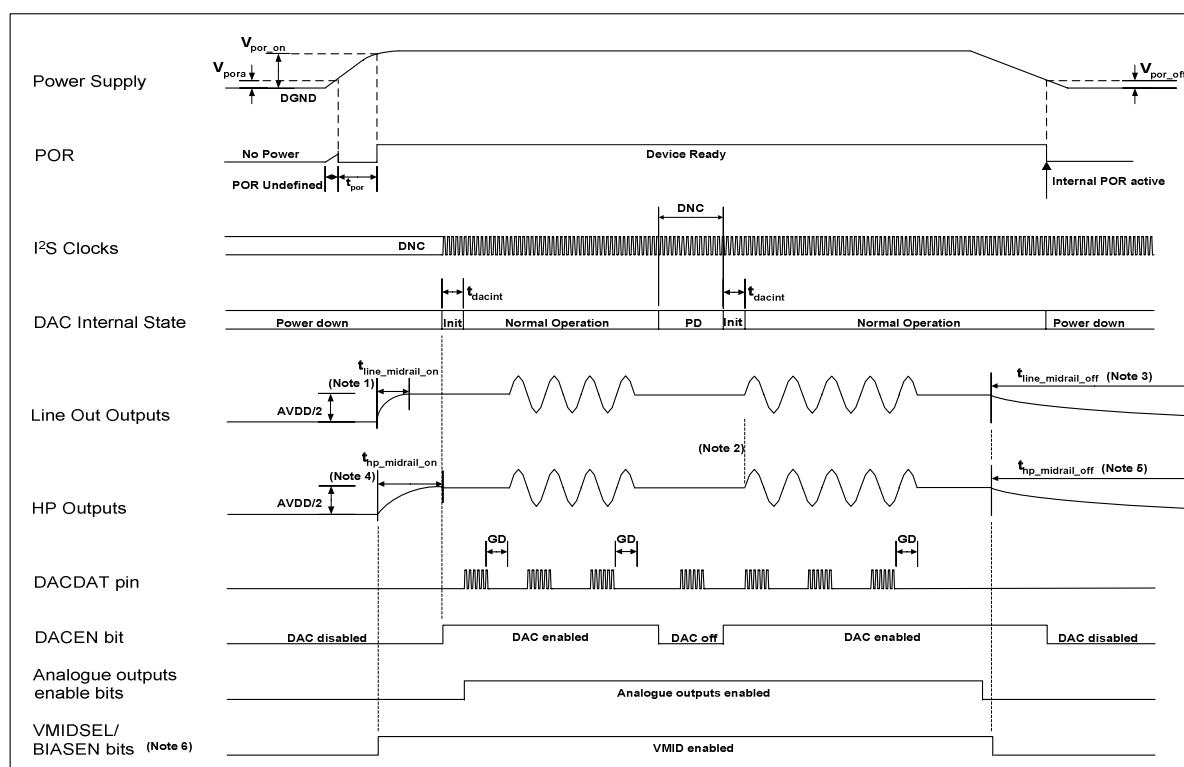 Power Supply
Vpor_on
Vpora
DGND
Vpor_off
POR
No Power
Device Ready
POR Undefined
tpor
Internal POR active
DNC
I²S Clocks
DNC
tdacint
tdacint
DAC Internal State
Power down
Init
Normal Operation
PD
Init
Normal Operation
Power down
tline_midrail_on
(Note 1)
tline_midrail_off (Note 3)
Line Out Outputs
AVDD/2
(Note 2)
thp_midrail_on
(Note 4)
thp_midrail_off (Note 5)
HP Outputs
AVDD/2
GD
GD
GD
DACDAT pin
DACEN bit
DAC disabled
DAC enabled
DAC off
DAC enabled
DAC disabled
Analogue outputs
enable bits
Analogue outputs enabled
VMIDSEL/
BIASEN bits (Note 6)
VMID enabled